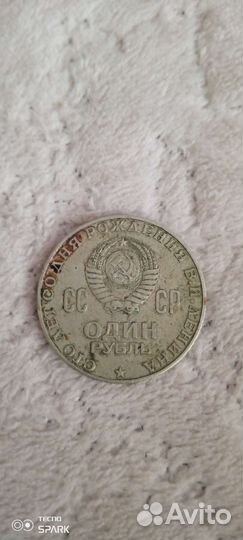 СТО ЛЕТ СО ДНЯ РОЖДЕНИЯ В.И. ЛЕНИНА
СС СР
ОДИН
РУБЛЬ
TECNO
SPARK
Avito